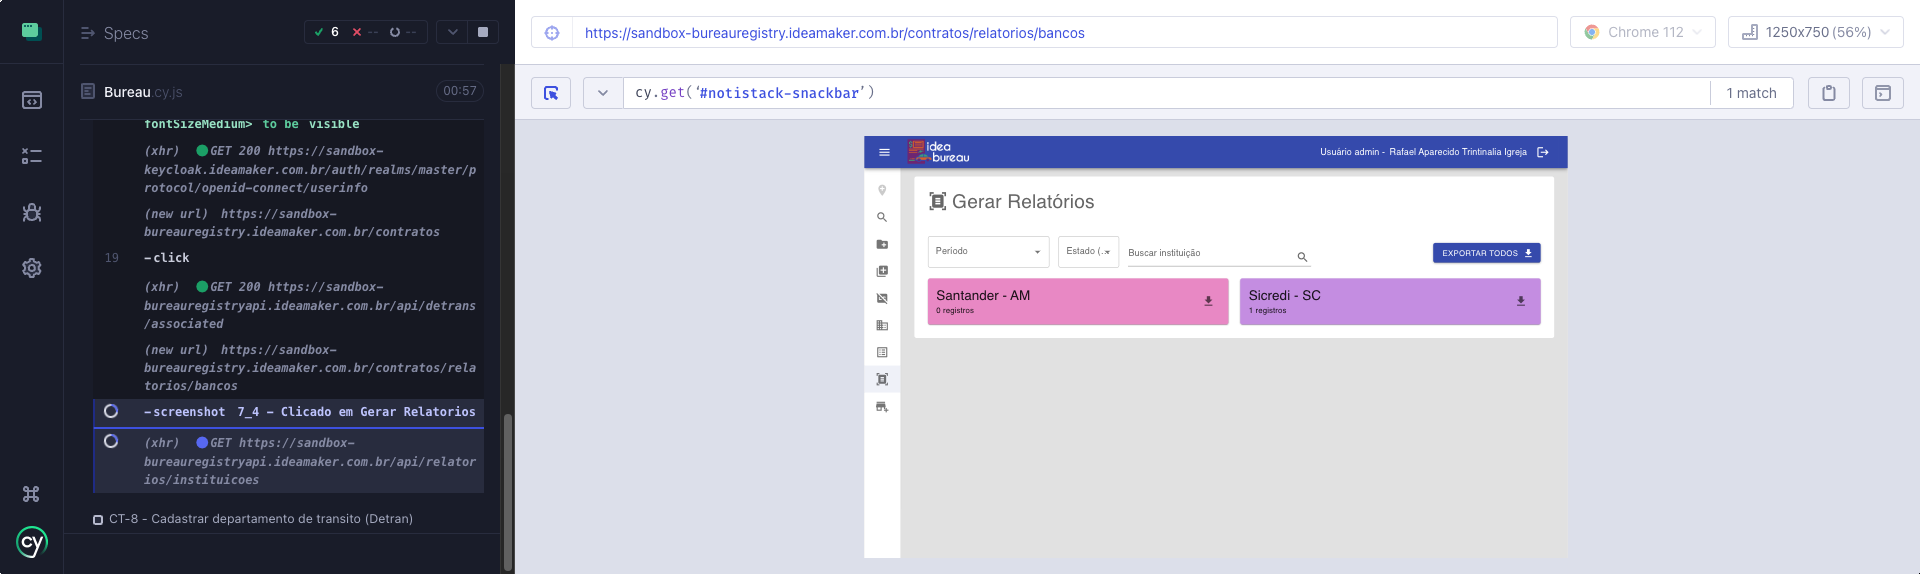 Specs
6
--
--
Bureau.cy.js
00:57
fontSizeMedium> to be visible
(xhr) GET 200 https://sandbox-
keycloak.ideamaker.com.br/auth/realms/master/p
rotocol/openid-connect/userinfo
(new url) https://sandbox-
bureauregistry.ideamaker.com.br/contratos
19 -click
(xhr) GET 200 https://sandbox-
bureauregistryapi.ideamaker.com.br/api/detrans
/associated
(new url) https://sandbox-
bureauregistry.ideamaker.com.br/contratos/rela
torios/bancos
-screenshot 7_4 - Clicado em Gerar Relatorios
(xhr) GET https://sandbox-
bureauregistryapi.ideamaker.com.br/api/relator
ios/instituicoes
CT-8 - Cadastrar departamento de transito (Detran)
cy
https://sandbox-bureauregistry.ideamaker.com.br/contratos/relatorios/bancos
Chrome 112
1250x750 (56%)
cy.get('#notistack-snackbar')
1 match
idea
bureau
Usuário admin - Rafael Aparecido Trintinalia Igreja
Gerar Relatórios
Período
Estado (..
Buscar instituição
EXPORTAR TODOS
Santander - AM
0 registros
Sicredi - SC
1 registros